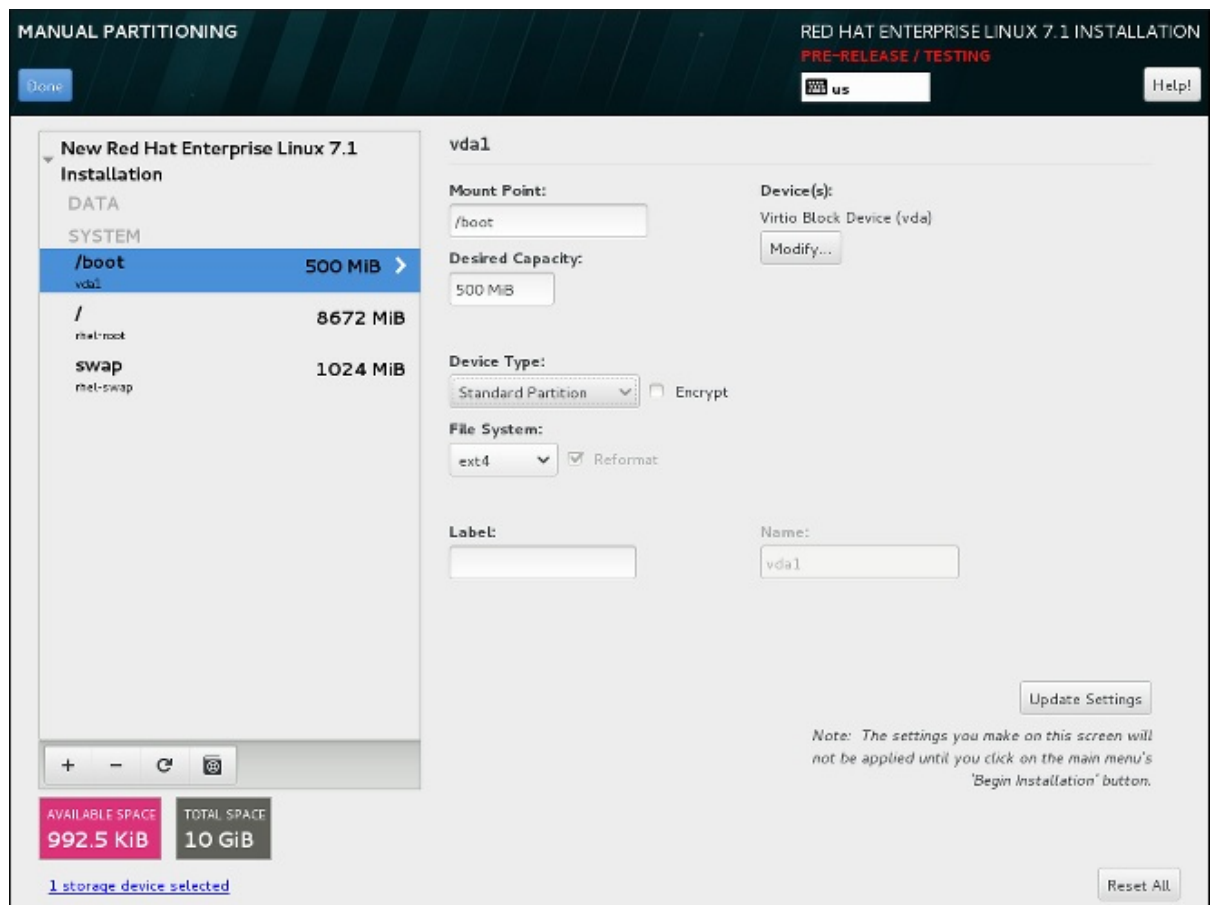 MANUAL PARTITIONING
RED HAT ENTERPRISE LINUX 7.1 INSTALLATION
PRE-RELEASE / TESTING
Done
us
Help!
New Red Hat Enterprise Linux 7.1
Installation
DATA
SYSTEM
/boot 500 MiB
vda1
/ 8672 MiB
rhel-root
swap 1024 MiB
rhel-swap
vda1
Mount Point:
/boot
Device(s):
Virtio Block Device (vda)
Modify...
Desired Capacity:
500 MiB
Device Type:
Standard Partition
Encrypt
File System:
ext4
Reformat
Label:
Name:
vda1
Update Settings
Note: The settings you make on this screen will
not be applied until you click on the main menu's
'Begin Installation' button.
+ -
AVAILABLE SPACE
992.5 KiB
TOTAL SPACE
10 GiB
1 storage device selected
Reset All